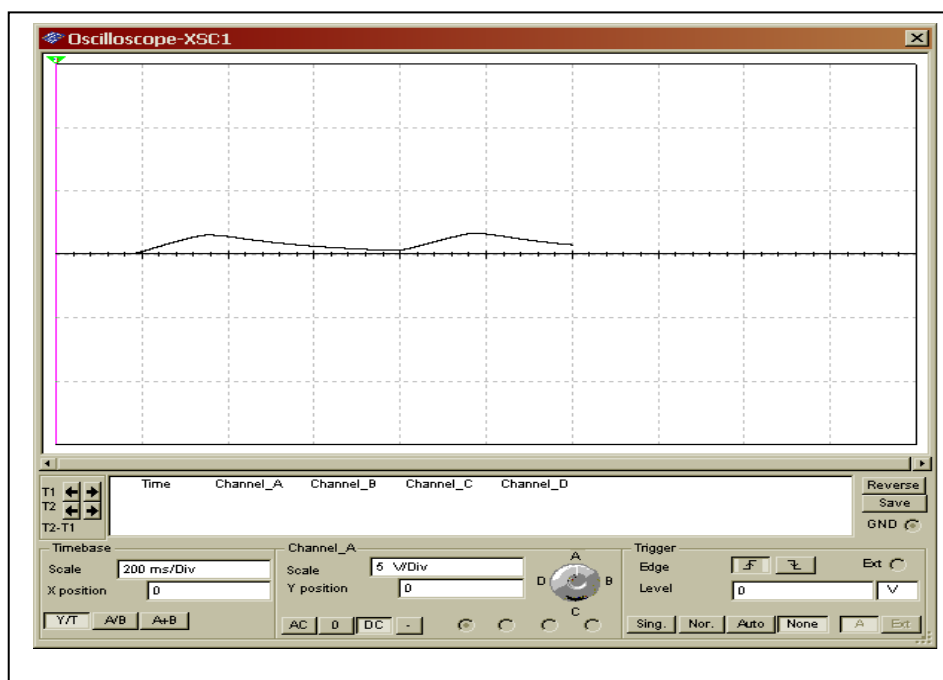 Oscilloscope-XSC1
Time Channel_A Channel_B Channel_C Channel_D
T1
T2
T2-T1
Reverse
Save
GND
Timebase
Scale 200 ms/Div
X position 0
Y/T A/B A+B
Channel_A
Scale 5 V/Div
Y position 0
AC 0 DC -
A
B
C
D
Trigger
Edge Ext
Level 0 V
Sing. Nor. Auto None A Ext